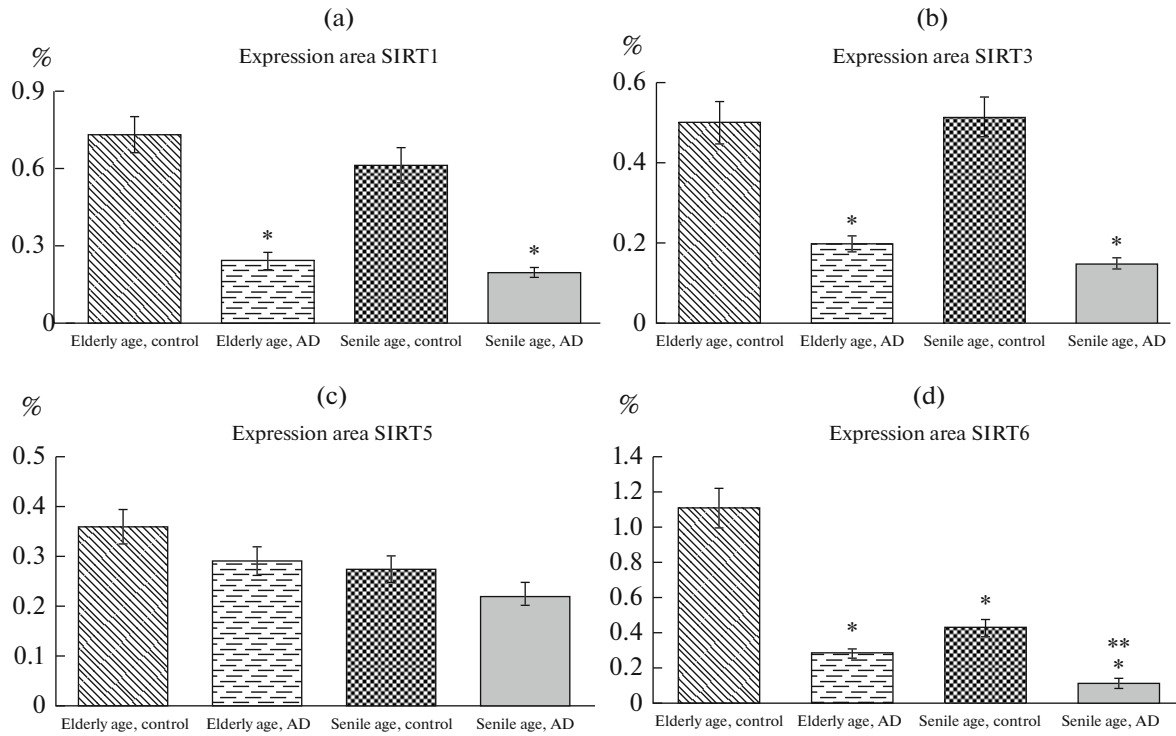 (a)
%
Expression area SIRT1
0.9
0.6
0.3
0
*
*
Elderly age, control Elderly age, AD Senile age, control Senile age, AD
(b)
%
Expression area SIRT3
0.6
0.4
0.2
0
*
*
Elderly age, control Elderly age, AD Senile age, control Senile age, AD
(c)
%
Expression area SIRT5
0.5
0.4
0.3
0.2
0.1
0
Elderly age, control Elderly age, AD Senile age, control Senile age, AD
(d)
%
Expression area SIRT6
1.4
1.2
1.0
0.8
0.6
0.4
0.2
0
*
*
**
*
Elderly age, control Elderly age, AD Senile age, control Senile age, AD